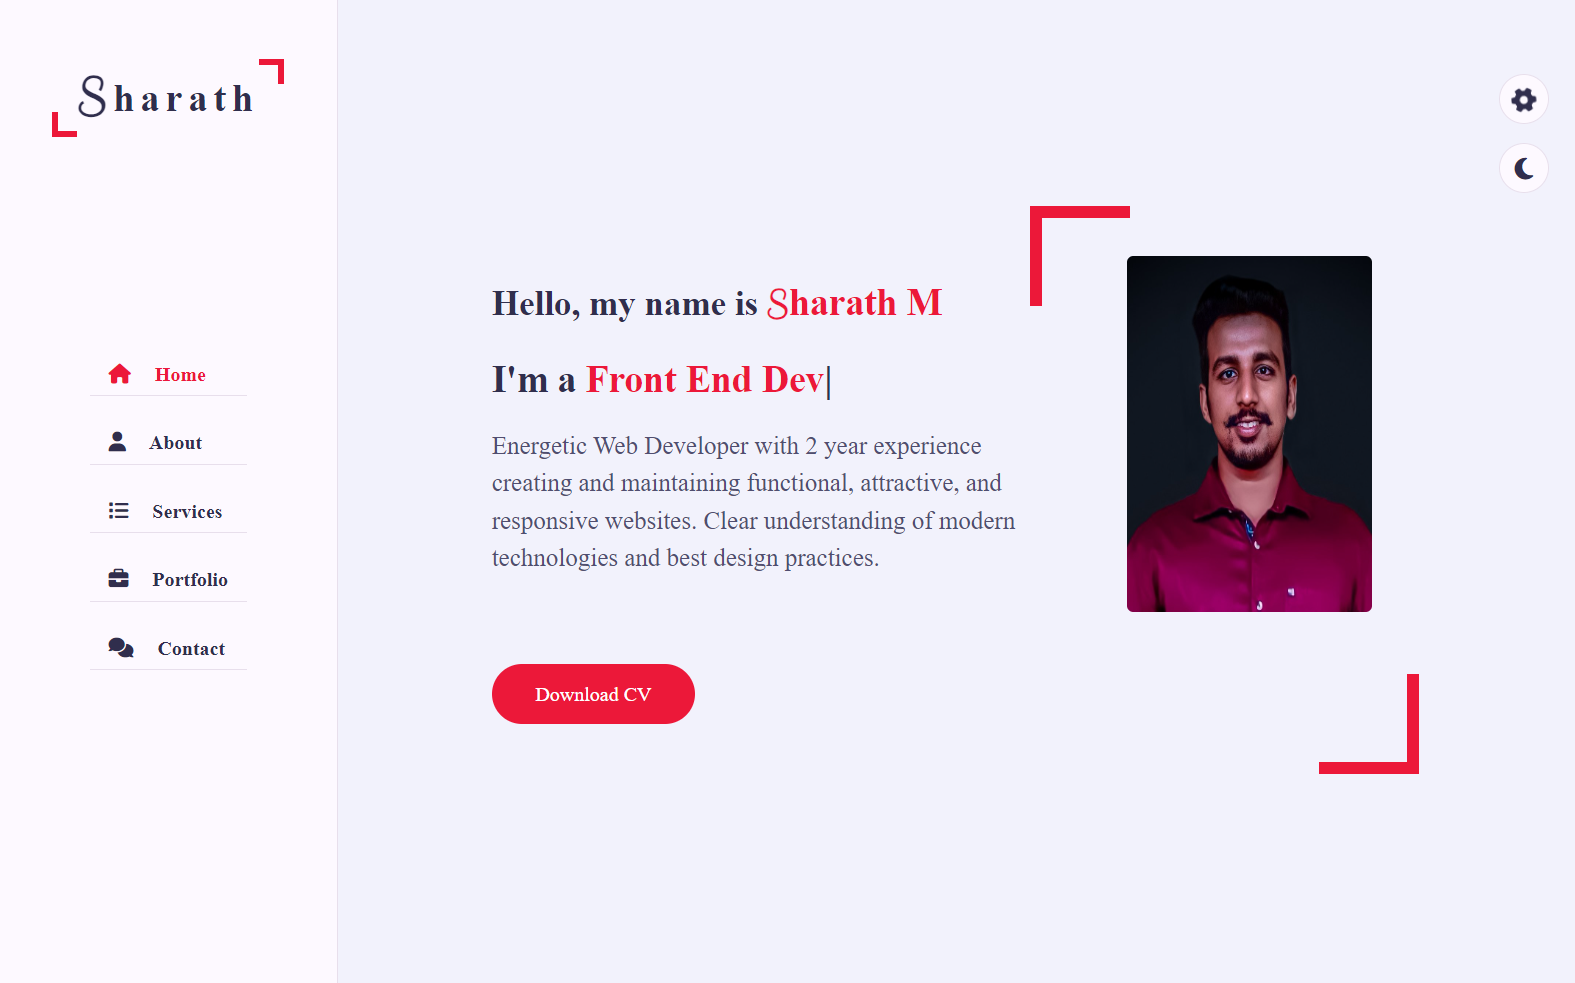 Sharath
Home
About
Services
Portfolio
Contact
Hello, my name is Sharath M
I'm a Front End Dev|
Energetic Web Developer with 2 year experience
creating and maintaining functional, attractive, and
responsive websites. Clear understanding of modern
technologies and best design practices.
Download CV